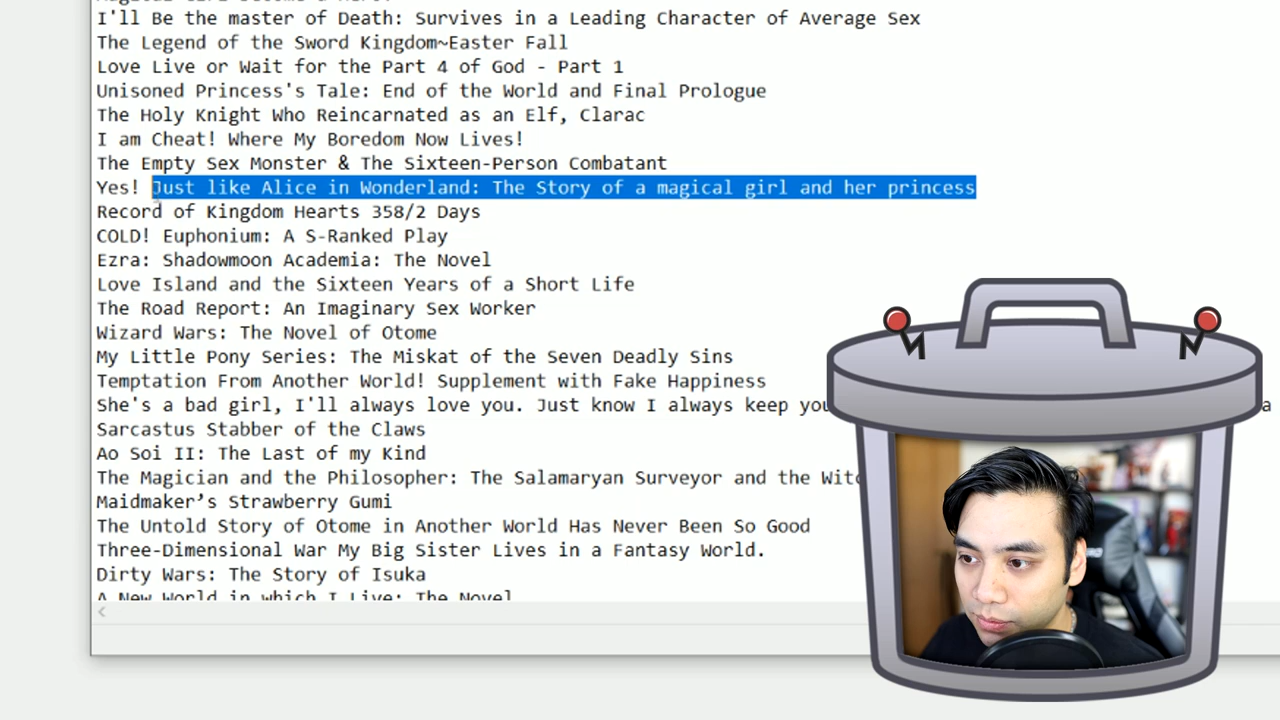 I'll Be the master of Death: Survives in a Leading Character of Average Sex
The Legend of the Sword Kingdom~Easter Fall
Love Live or Wait for the Part 4 of God - Part 1
Unisoned Princess's Tale: End of the World and Final Prologue
The Holy Knight Who Reincarnated as an Elf, Clarac
I am Cheat! Where My Boredom Now Lives!
The Empty Sex Monster & The Sixteen-Person Combatant
Yes! Just like Alice in Wonderland: The Story of a magical girl and her princess
Record of Kingdom Hearts 358/2 Days
COLD! Euphonium: A S-Ranked Play
Ezra: Shadowmoon Academia: The Novel
Love Island and the Sixteen Years of a Short Life
The Road Report: An Imaginary Sex Worker
Wizard Wars: The Novel of Otome
My Little Pony Series: The Miskat of the Seven Deadly Sins
Temptation From Another World! Supplement with Fake Happiness
She's a bad girl, I'll always love you. Just know I always keep you a
Sarcastus Stabber of the Claws
Ao Soi II: The Last of my Kind
The Magician and the Philosopher: The Salamaryan Surveyor and the
Maidmaker’s Strawberry Gumi
The Untold Story of Otome in Another World Has Never Been So Good
Three-Dimensional War My Big Sister Lives in a Fantasy World.
Dirty Wars: The Story of Isuka
A New World in which I Live: The Novel